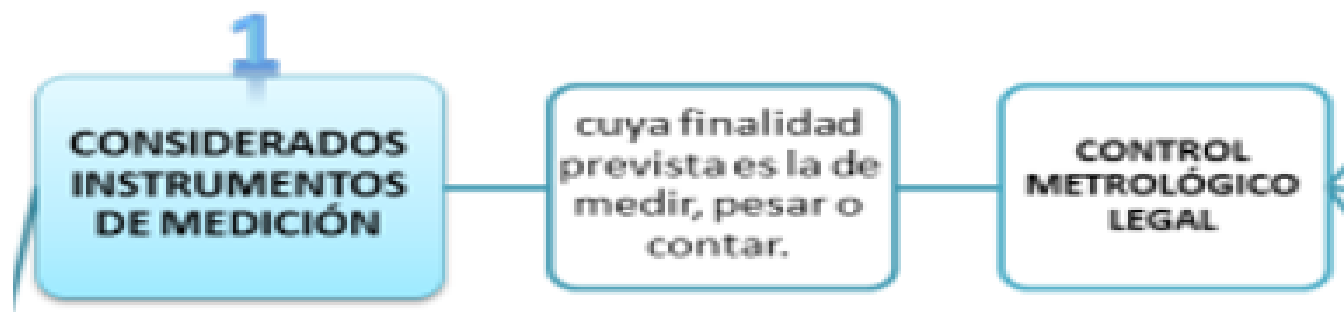 1
CONSIDERADOS
INSTRUMENTOS
DE MEDICIÓN
cuya finalidad
prevista es la de
medir, pesar o
contar.
CONTROL
METROLÓGICO
LEGAL